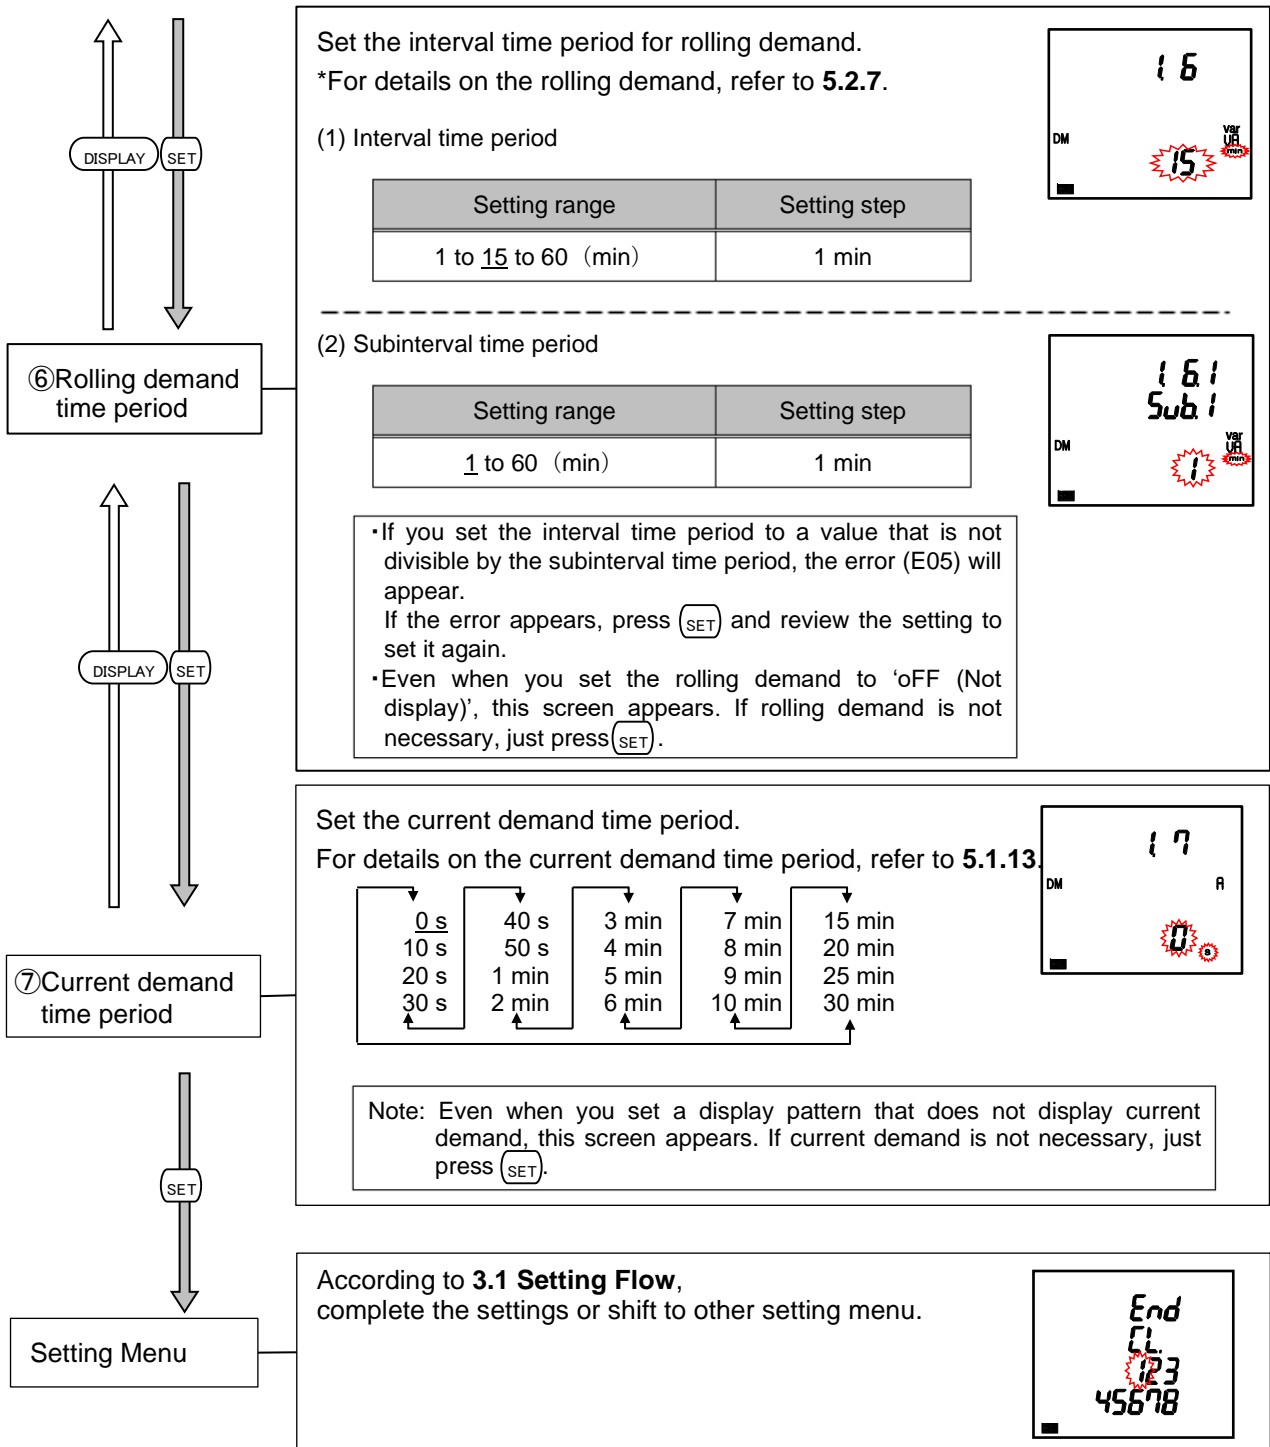 Set the interval time period for rolling demand.
*For details on the rolling demand, refer to 5.2.7.
(1) Interval time period
Setting range Setting step
1 to 15 to 60（min） 1 min
1. 6
DM
var
VA
min
15
DISPLAY SET
⑥Rolling demand
time period
(2) Subinterval time period
Setting range Setting step
1 to 60（min） 1 min
1. 6.1
Sub. 1
DM
var
VA
min
1
・If you set the interval time period to a value that is not
divisible by the subinterval time period, the error (E05) will
appear.
If the error appears, press SET and review the setting to
set it again.
・Even when you set the rolling demand to ‘oFF (Not
display)’, this screen appears. If rolling demand is not
necessary, just press SET.
DISPLAY SET
⑦Current demand
time period
Set the current demand time period.
For details on the current demand time period, refer to 5.1.13.
0 s 40 s 3 min 7 min 15 min
10 s 50 s 4 min 8 min 20 min
20 s 1 min 5 min 9 min 25 min
30 s 2 min 6 min 10 min 30 min
1. 7
DM A
0 s
Note: Even when you set a display pattern that does not display current
demand, this screen appears. If current demand is not necessary, just
press SET.
SET
Setting Menu
According to 3.1 Setting Flow,
complete the settings or shift to other setting menu.
End
CL.
123
45678